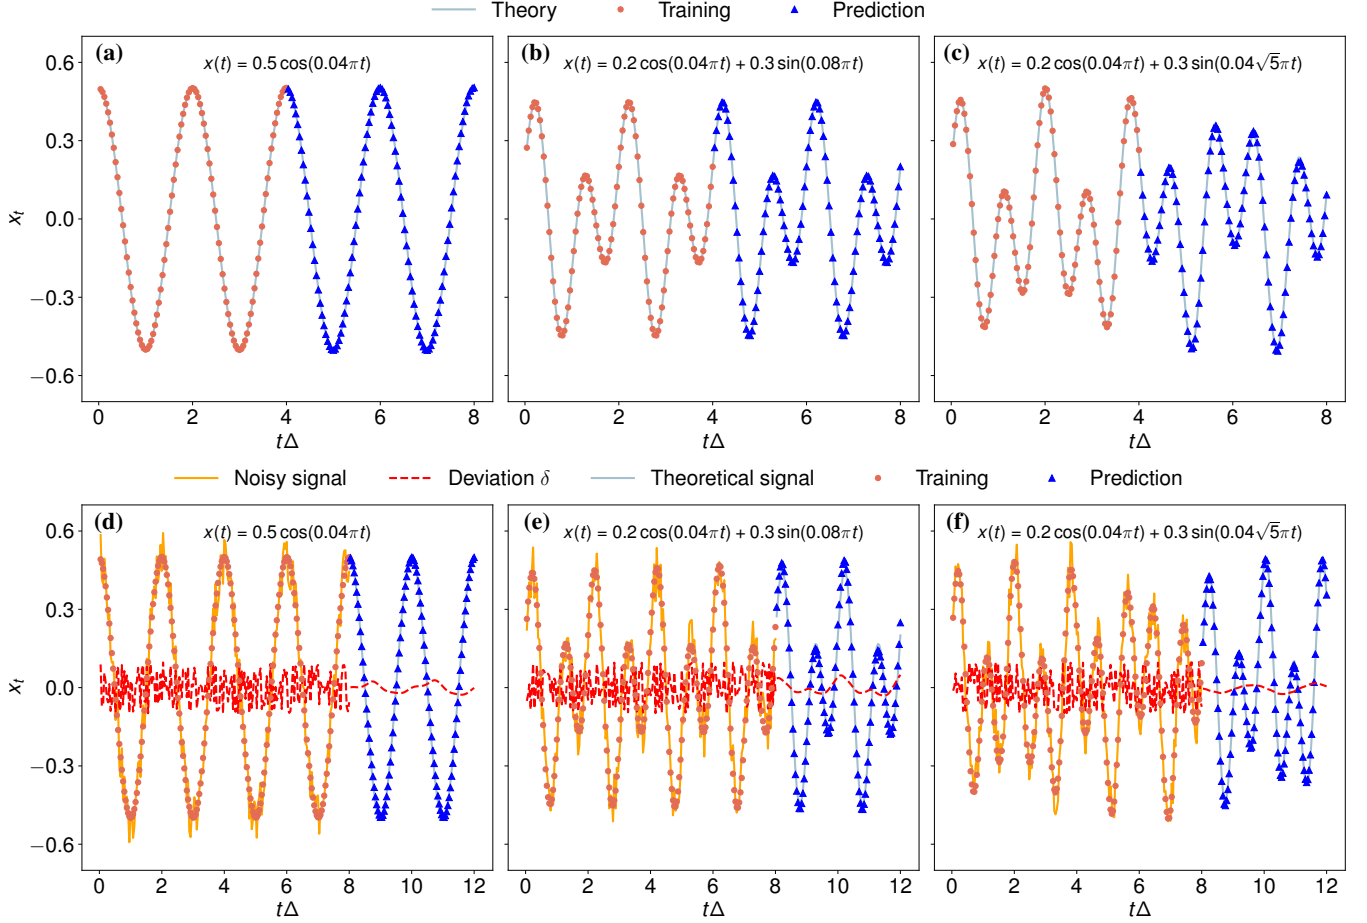 Theory Training Prediction
(a) x(t) = 0.5 cos(0.04πt)
(b) x(t) = 0.2 cos(0.04πt) + 0.3 sin(0.08πt)
(c) x(t) = 0.2 cos(0.04πt) + 0.3 sin(0.04√5πt)
0.6
0.3
0.0
−0.3
−0.6
x_t
0 2 4 6 8
0 2 4 6 8
0 2 4 6 8
tΔ
tΔ
tΔ
Noisy signal Deviation δ Theoretical signal Training Prediction
(d) x(t) = 0.5 cos(0.04πt)
(e) x(t) = 0.2 cos(0.04πt) + 0.3 sin(0.08πt)
(f) x(t) = 0.2 cos(0.04πt) + 0.3 sin(0.04√5πt)
0.6
0.3
0.0
−0.3
−0.6
x_t
0 2 4 6 8 10 12
0 2 4 6 8 10 12
0 2 4 6 8 10 12
tΔ
tΔ
tΔ